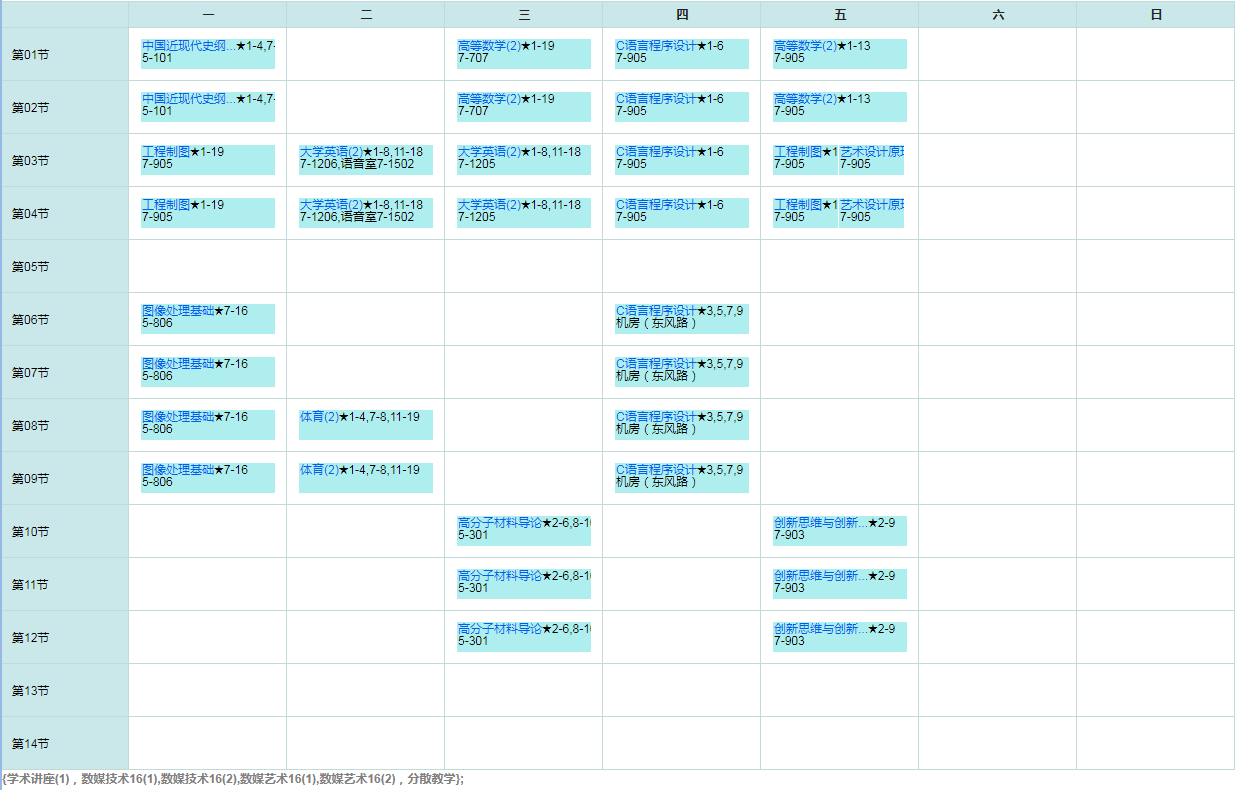 一 二 三 四 五 六 日
第01节
中国近现代史纲...★1-4,7-
5-101
高等数学(2)★1-19
7-707
C语言程序设计★1-6
7-905
高等数学(2)★1-13
7-905
第02节
中国近现代史纲...★1-4,7-
5-101
高等数学(2)★1-19
7-707
C语言程序设计★1-6
7-905
高等数学(2)★1-13
7-905
第03节
工程制图★1-19
7-905
大学英语(2)★1-8,11-18
7-1206,语音室7-1502
大学英语(2)★1-8,11-18
7-1205
C语言程序设计★1-6
7-905
工程制图★1
7-905
艺术设计原理
7-905
第04节
工程制图★1-19
7-905
大学英语(2)★1-8,11-18
7-1206,语音室7-1502
大学英语(2)★1-8,11-18
7-1205
C语言程序设计★1-6
7-905
工程制图★1
7-905
艺术设计原理
7-905
第05节
第06节
图像处理基础★7-16
5-806
C语言程序设计★3,5,7,9
机房（东风路）
第07节
图像处理基础★7-16
5-806
C语言程序设计★3,5,7,9
机房（东风路）
第08节
图像处理基础★7-16
5-806
体育(2)★1-4,7-8,11-19
C语言程序设计★3,5,7,9
机房（东风路）
第09节
图像处理基础★7-16
5-806
体育(2)★1-4,7-8,11-19
C语言程序设计★3,5,7,9
机房（东风路）
第10节
高分子材料导论★2-6,8-1
5-301
创新思维与创新...★2-9
7-903
第11节
高分子材料导论★2-6,8-1
5-301
创新思维与创新...★2-9
7-903
第12节
高分子材料导论★2-6,8-1
5-301
创新思维与创新...★2-9
7-903
第13节
第14节
{学术讲座(1)，数媒技术16(1),数媒技术16(2),数媒艺术16(1),数媒艺术16(2)，分散教学};